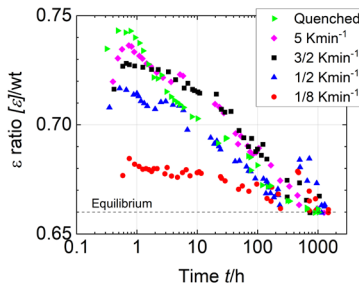 0.75
0.70
0.65
ε ratio [ε]/wt
Quenched
5 Kmin⁻¹
3/2 Kmin⁻¹
1/2 Kmin⁻¹
1/8 Kmin⁻¹
Equilibrium
0.1 1 10 100 1000
Time t/h